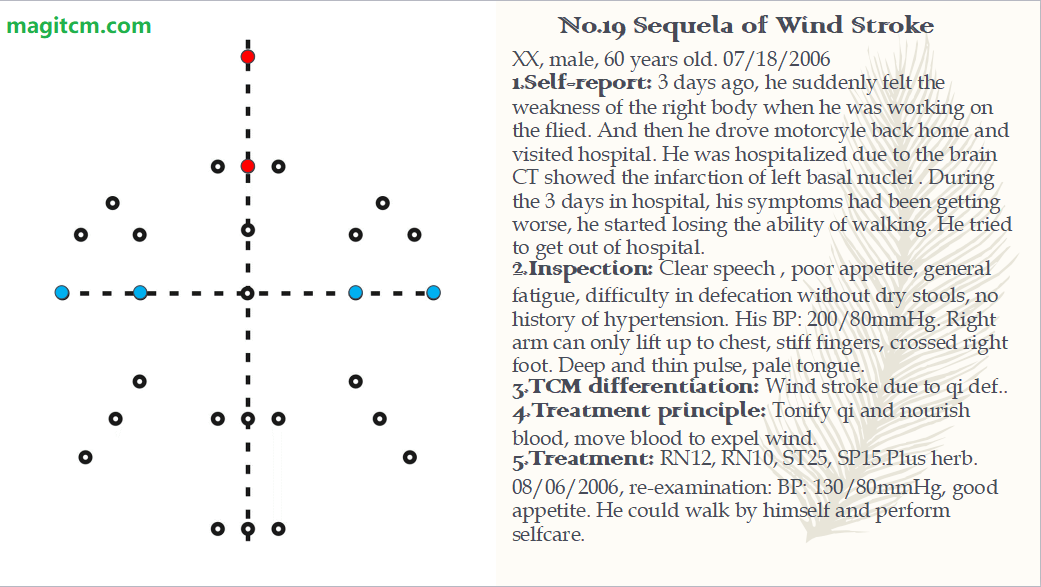 magitcm.com
No.19 Sequela of Wind Stroke
XX, male, 60 years old. 07/18/2006
1.Self-report: 3 days ago, he suddenly felt the
weakness of the right body when he was working on
the flied. And then he drove motorcyle back home and
visited hospital. He was hospitalized due to the brain
CT showed the infarction of left basal nuclei . During
the 3 days in hospital, his symptoms had been getting
worse, he started losing the ability of walking. He tried
to get out of hospital.
2.Inspection: Clear speech , poor appetite, general
fatigue, difficulty in defecation without dry stools, no
history of hypertension. His BP: 200/80mmHg. Right
arm can only lift up to chest, stiff fingers, crossed right
foot. Deep and thin pulse, pale tongue.
3.TCM differentiation: Wind stroke due to qi def..
4.Treatment principle: Tonify qi and nourish
blood, move blood to expel wind.
5.Treatment: RN12, RN10, ST25, SP15.Plus herb.
08/06/2006, re-examination: BP: 130/80mmHg, good
appetite. He could walk by himself and perform
selfcare.